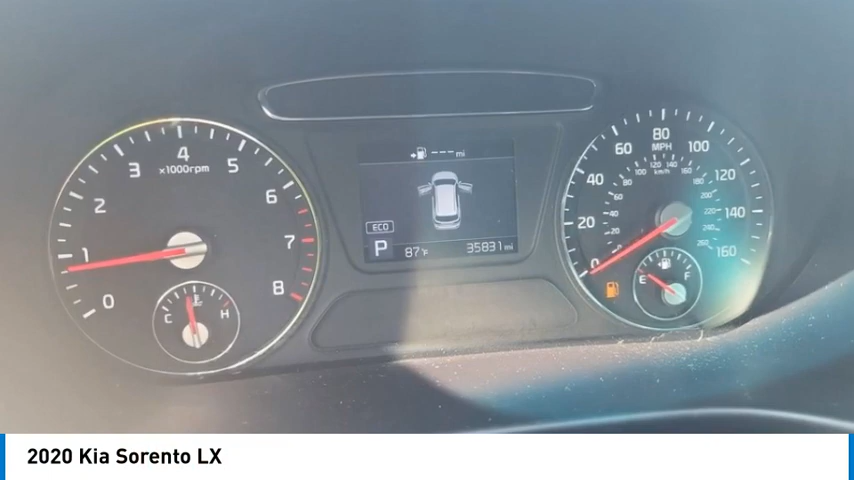 4
3
5
x1000rpm
2
6
1
7
0
8
H
--- mi
ECO
P
87°F
35831 mi
80
MPH
60
100
100 120 140 160
km/h
40
80
180
120
60
200
20
40
220
140
20
240
0
0
260
160
E
F
2020 Kia Sorento LX